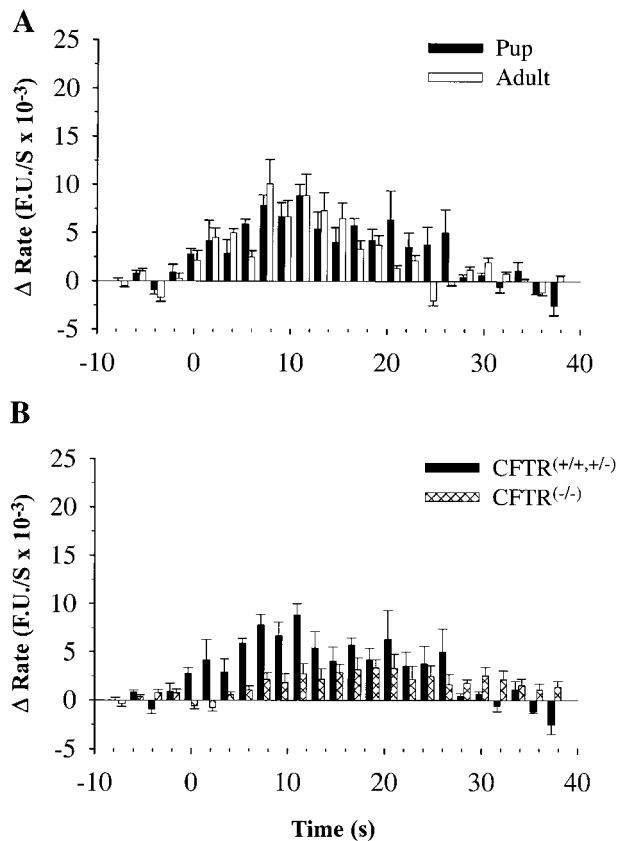 A
25
20
15
10
5
0
-5
Δ Rate (F.U./S x 10-3)
Pup
Adult
-10 0 10 20 30 40
B
25
20
15
10
5
0
-5
Δ Rate (F.U./S x 10-3)
CFTR(+/+,+/-)
CFTR(-/-)
-10 0 10 20 30 40
Time (s)